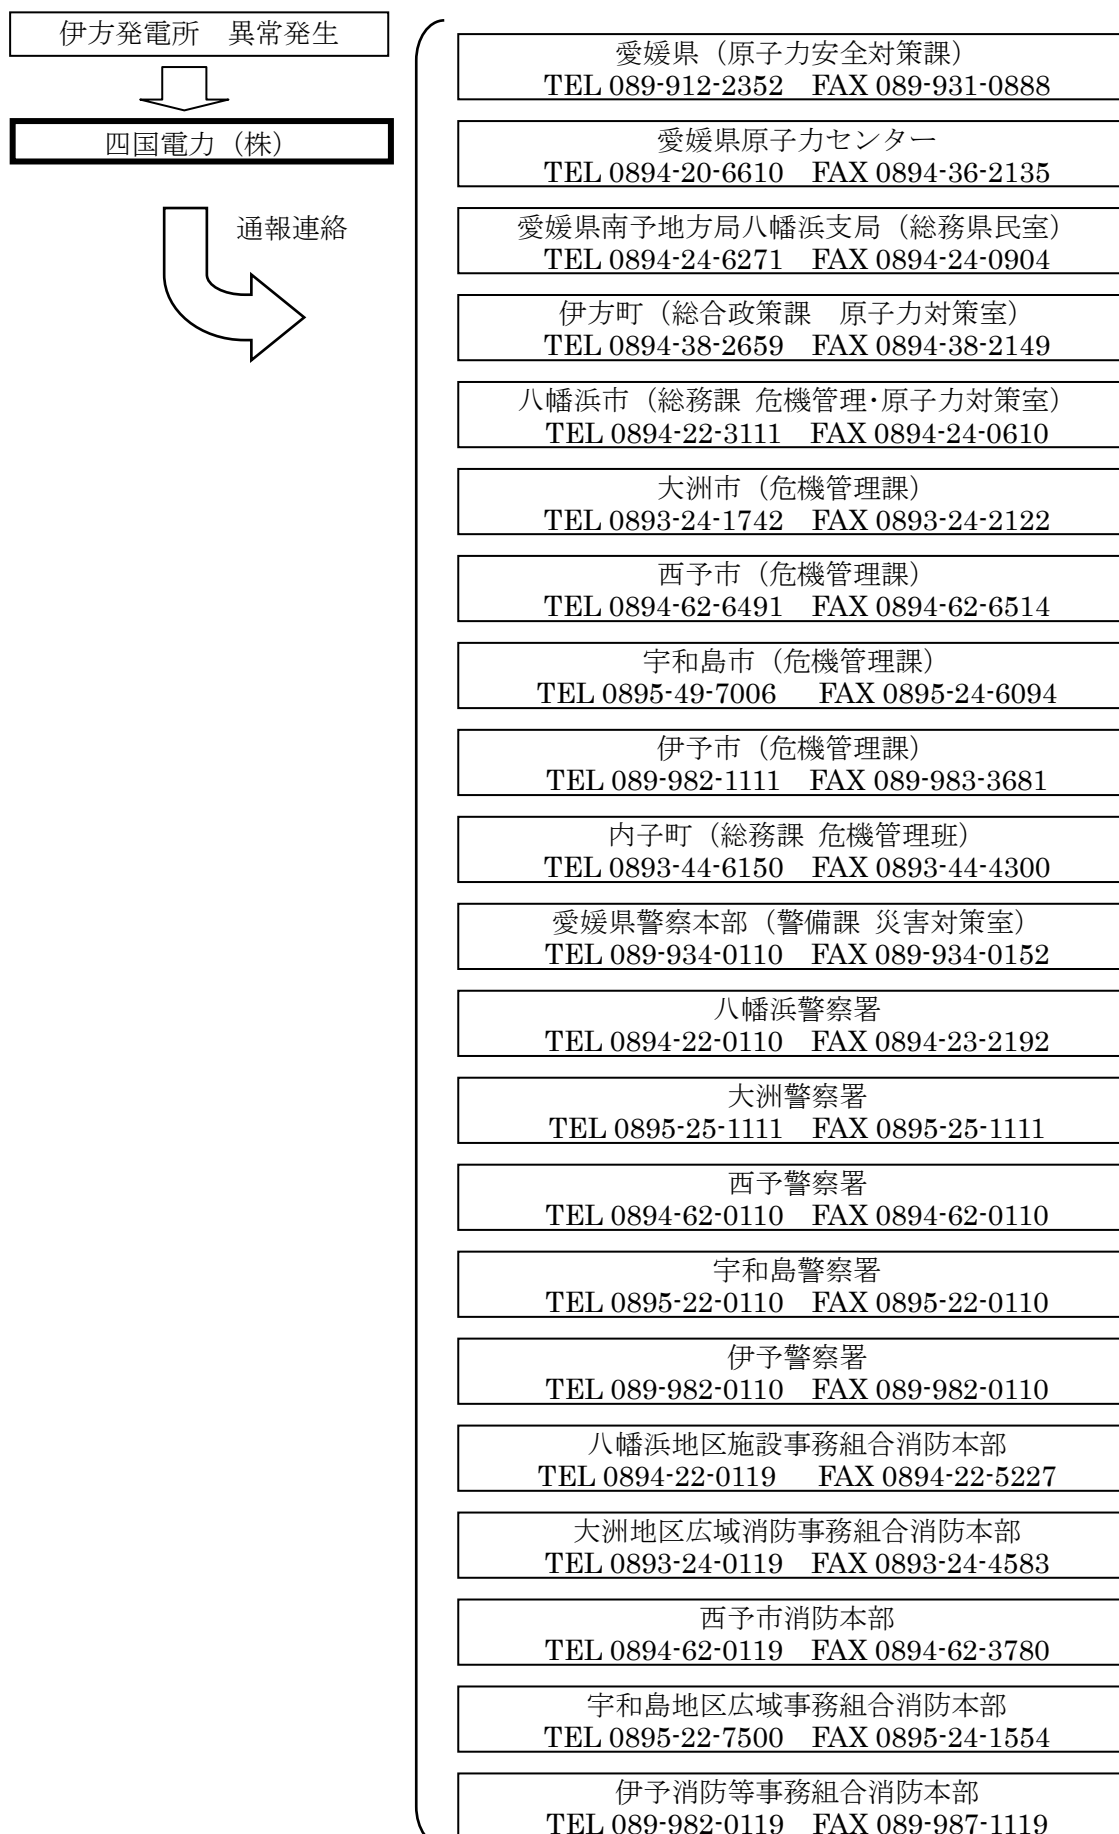 伊方発電所　異常発生
四国電力（株）
通報連絡
愛媛県（原子力安全対策課）
TEL 089-912-2352　FAX 089-931-0888
愛媛県原子力センター
TEL 0894-20-6610　FAX 0894-36-2135
愛媛県南予地方局八幡浜支局（総務県民室）
TEL 0894-24-6271　FAX 0894-24-0904
伊方町（総合政策課　原子力対策室）
TEL 0894-38-2659　FAX 0894-38-2149
八幡浜市（総務課 危機管理・原子力対策室）
TEL 0894-22-3111　FAX 0894-24-0610
大洲市（危機管理課）
TEL 0893-24-1742　FAX 0893-24-2122
西予市（危機管理課）
TEL 0894-62-6491　FAX 0894-62-6514
宇和島市（危機管理課）
TEL 0895-49-7006　FAX 0895-24-6094
伊予市（危機管理課）
TEL 089-982-1111　FAX 089-983-3681
内子町（総務課 危機管理班）
TEL 0893-44-6150　FAX 0893-44-4300
愛媛県警察本部（警備課 災害対策室）
TEL 089-934-0110　FAX 089-934-0152
八幡浜警察署
TEL 0894-22-0110　FAX 0894-23-2192
大洲警察署
TEL 0895-25-1111　FAX 0895-25-1111
西予警察署
TEL 0894-62-0110　FAX 0894-62-0110
宇和島警察署
TEL 0895-22-0110　FAX 0895-22-0110
伊予警察署
TEL 089-982-0110　FAX 089-982-0110
八幡浜地区施設事務組合消防本部
TEL 0894-22-0119　FAX 0894-22-5227
大洲地区広域消防事務組合消防本部
TEL 0893-24-0119　FAX 0893-24-4583
西予市消防本部
TEL 0894-62-0119　FAX 0894-62-3780
宇和島地区広域事務組合消防本部
TEL 0895-22-7500　FAX 0895-24-1554
伊予消防等事務組合消防本部
TEL 089-982-0119　FAX 089-987-1119